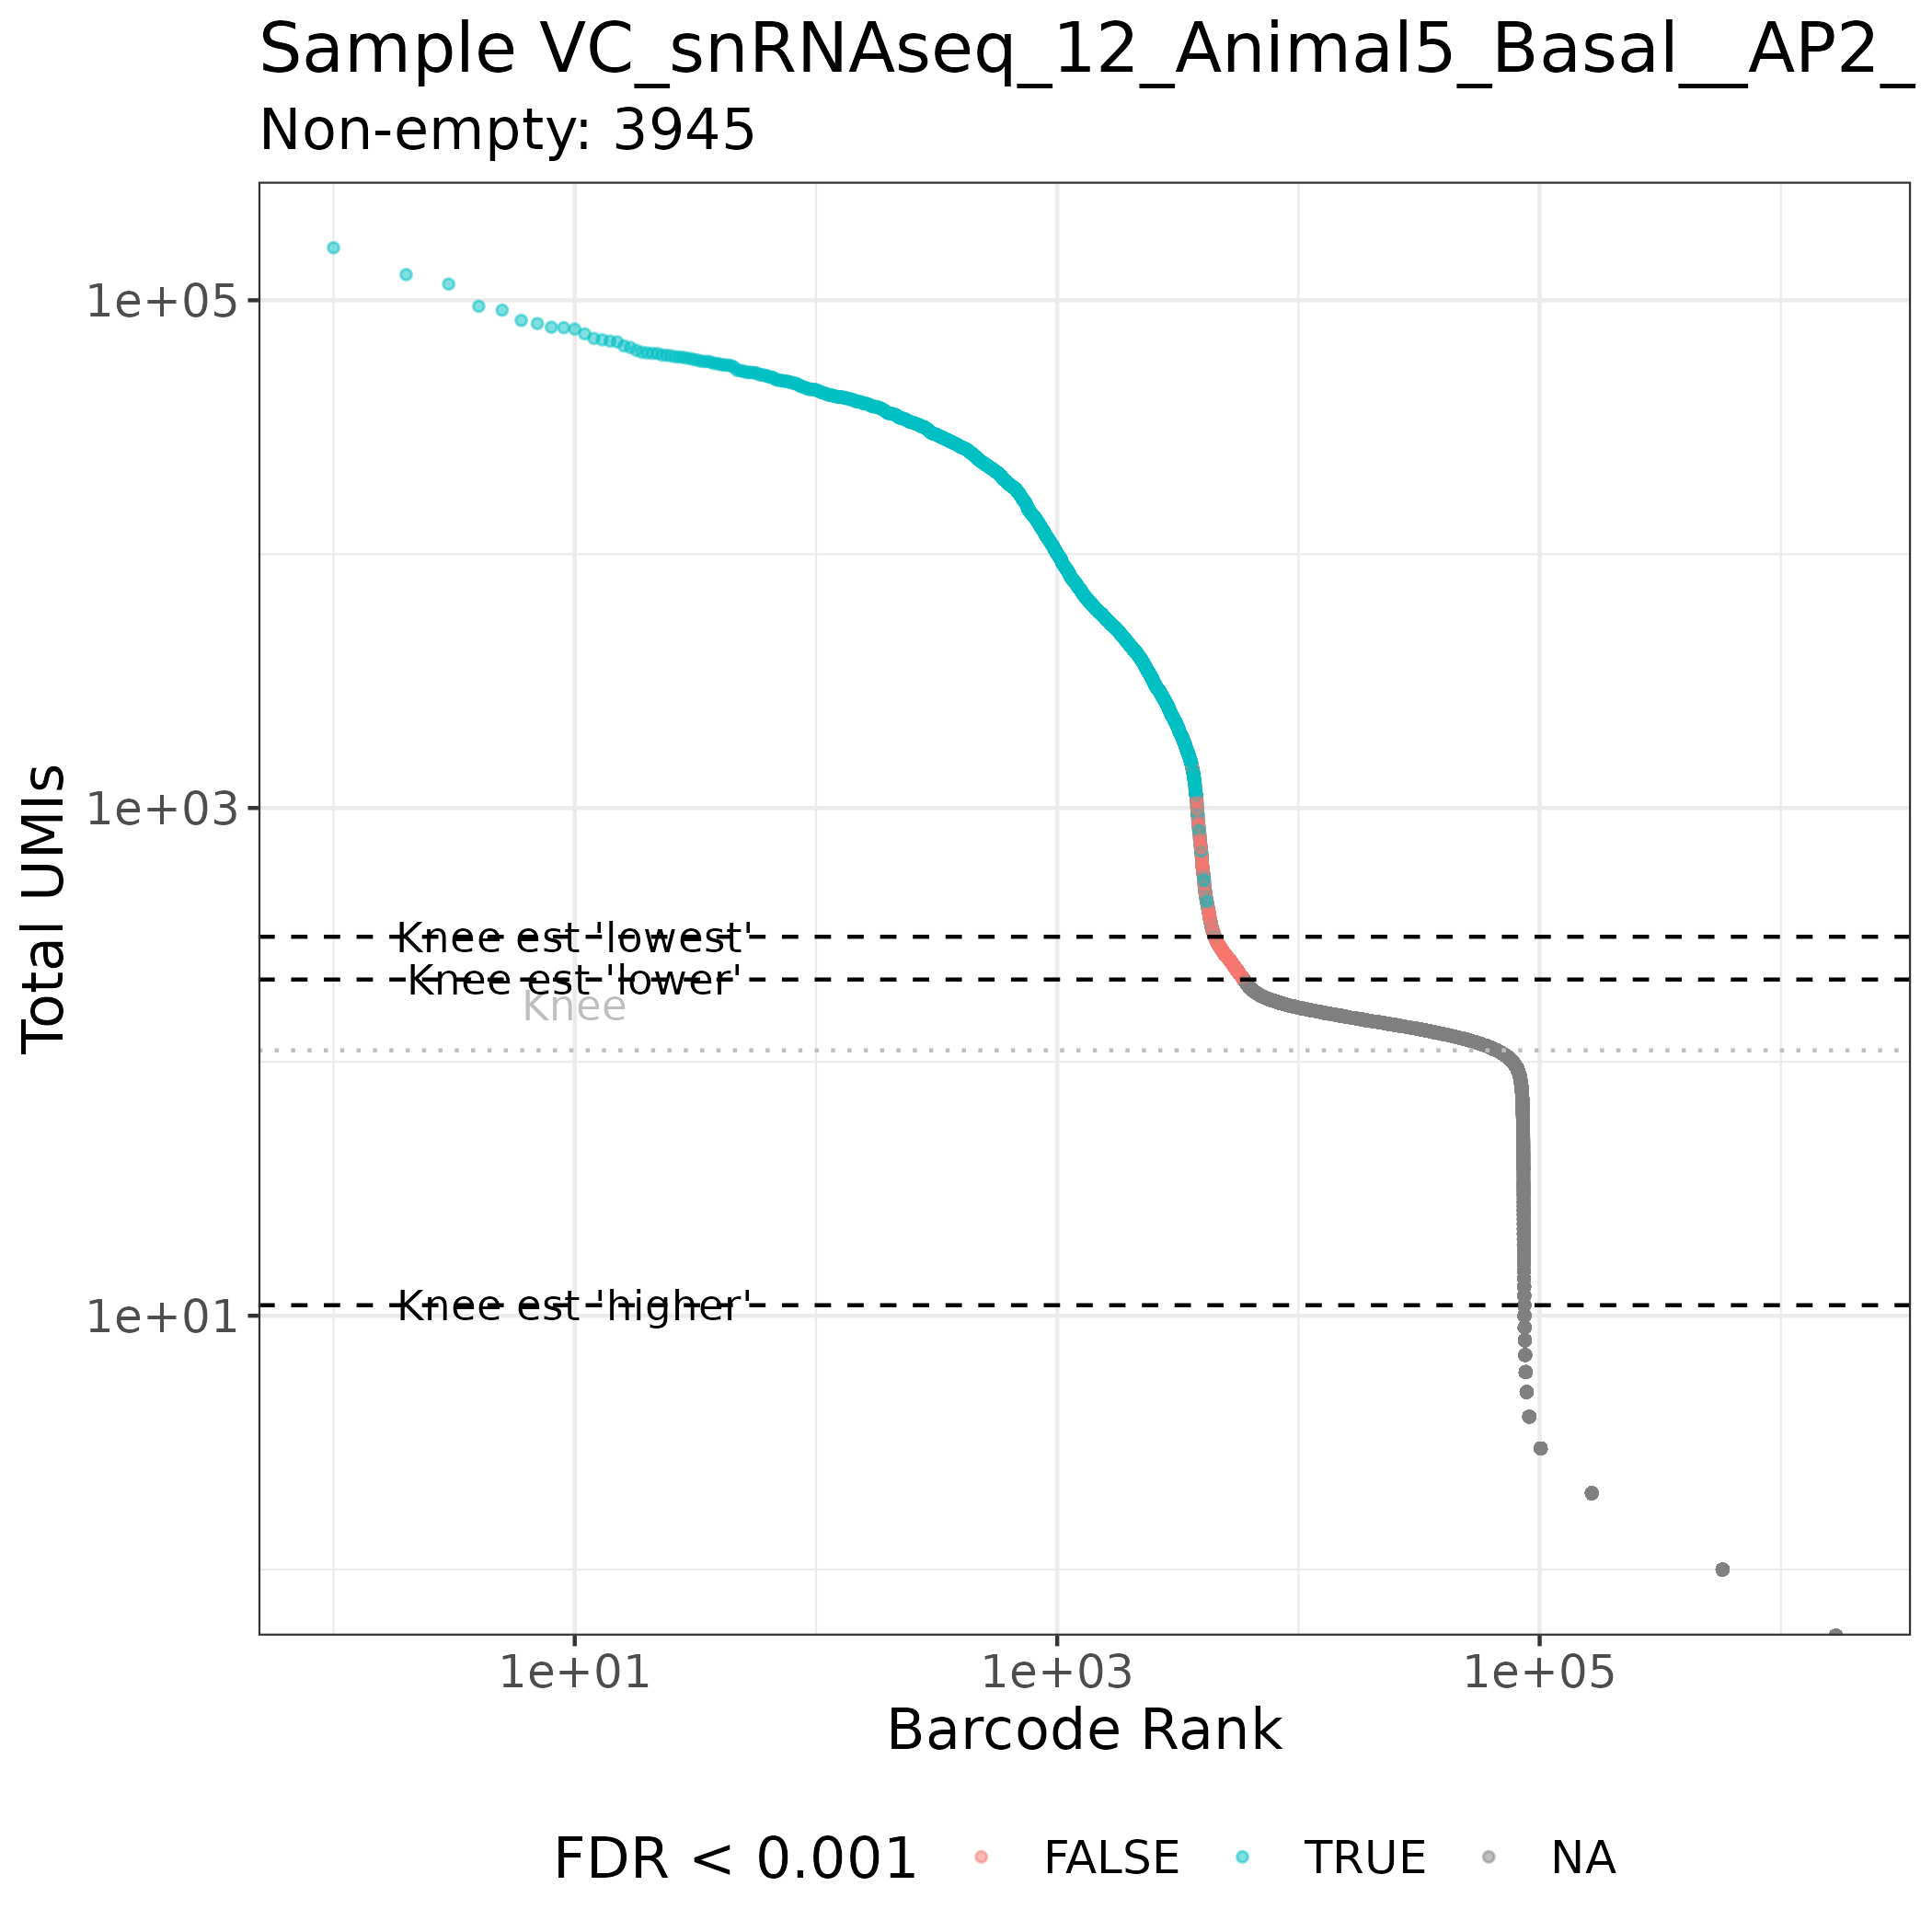 Sample VC_snRNAseq_12_Animal5_Basal__AP2_
Non-empty: 3945
1e+05
1e+03
1e+01
Total UMIs
Knee est 'lowest'
Knee est 'lower'
Knee
Knee est 'higher'
1e+01 1e+03 1e+05
Barcode Rank
FDR < 0.001 FALSE TRUE NA